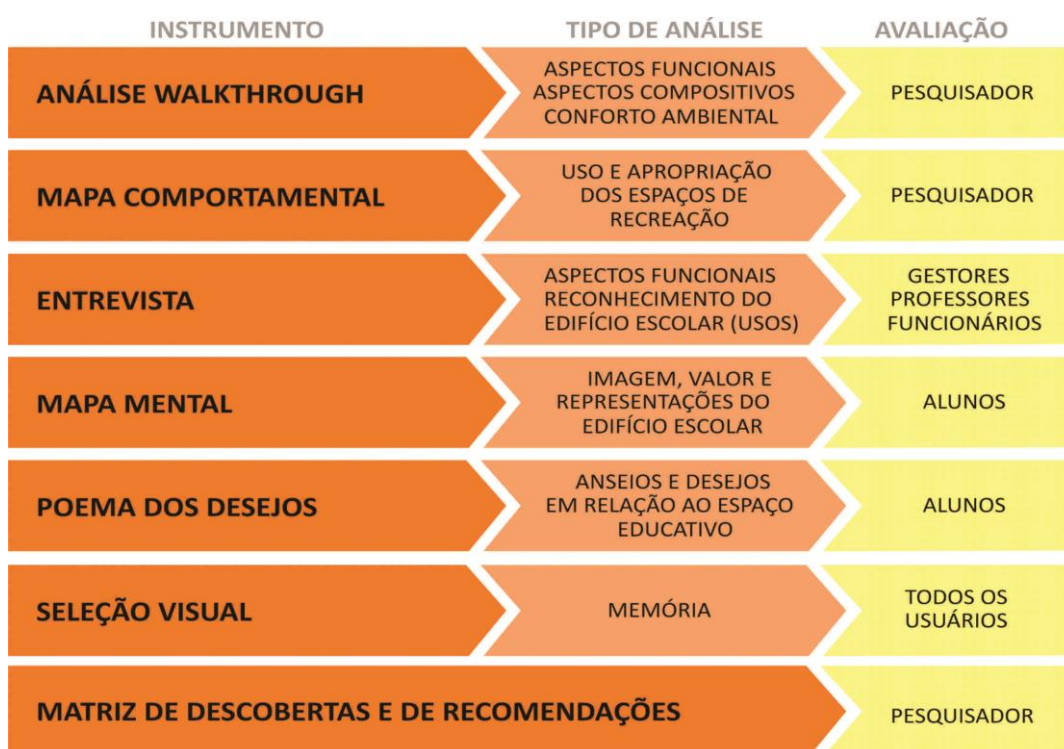 INSTRUMENTO TIPO DE ANÁLISE AVALIAÇÃO
ANÁLISE WALKTHROUGH
ASPECTOS FUNCIONAIS
ASPECTOS COMPOSITIVOS
CONFORTO AMBIENTAL
PESQUISADOR
MAPA COMPORTAMENTAL
USO E APROPRIAÇÃO
DOS ESPAÇOS DE
RECREAÇÃO
PESQUISADOR
ENTREVISTA
ASPECTOS FUNCIONAIS
RECONHECIMENTO DO
EDIFÍCIO ESCOLAR (USOS)
GESTORES
PROFESSORES
FUNCIONÁRIOS
MAPA MENTAL
IMAGEM, VALOR E
REPRESENTAÇÕES DO
EDIFÍCIO ESCOLAR
ALUNOS
POEMA DOS DESEJOS
ANSEIOS E DESEJOS
EM RELAÇÃO AO ESPAÇO
EDUCATIVO
ALUNOS
SELEÇÃO VISUAL
MEMÓRIA
TODOS OS
USUÁRIOS
MATRIZ DE DESCOBERTAS E DE RECOMENDAÇÕES
PESQUISADOR